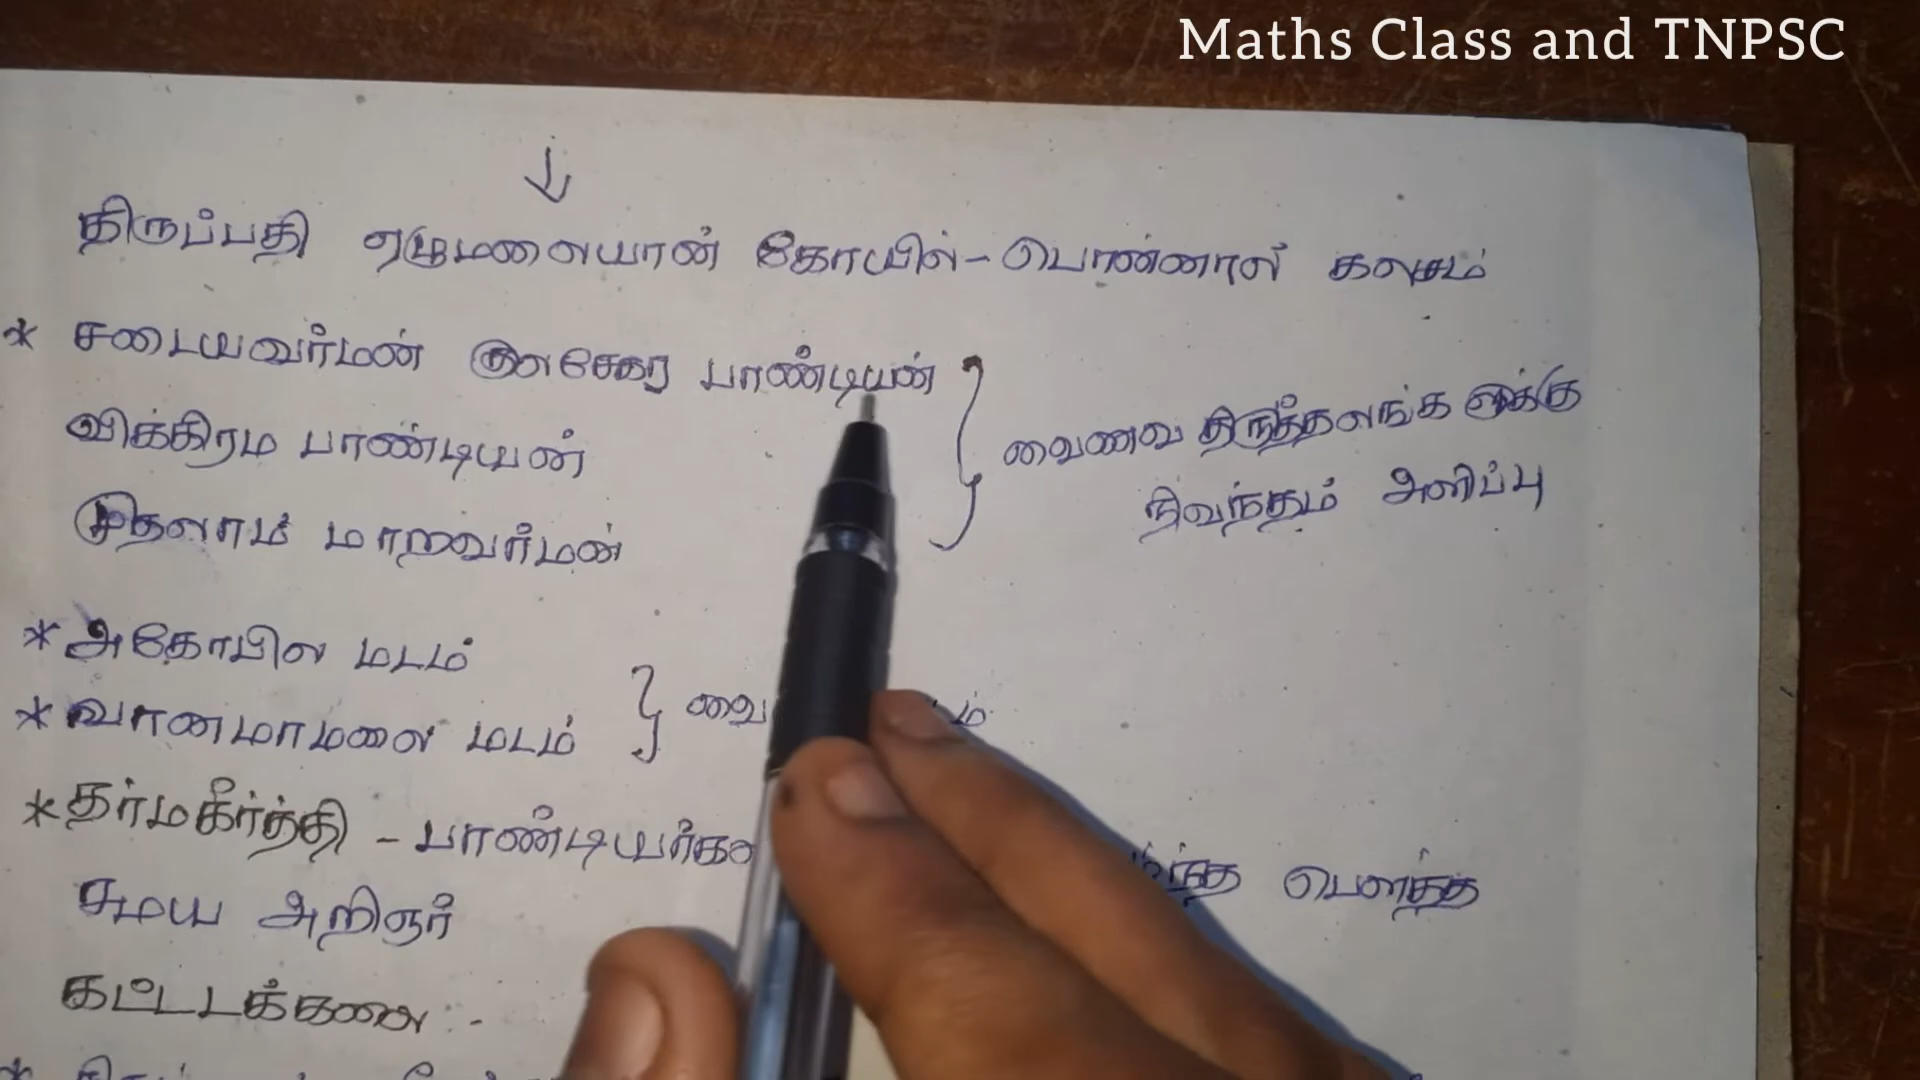 Maths Class and TNPSC
திருப்பதி ஏழுமலையான் கோயில் - பொன்னால் கலசம்
* சடையவர்மன் குலசேகர பாண்டியன்
விக்கிரம பாண்டியன்
முதலாம் மாறவர்மன்
வைணவ திருத்தலங்களுக்கு
நிவந்தம் அளிப்பு
* அகோபில மடம்
* வானமாமலை மடம்
* தர்மகீர்த்தி - பாண்டியர்கள் பௌத்த
சமய அறிஞர்
கட்டடக்கலை :-